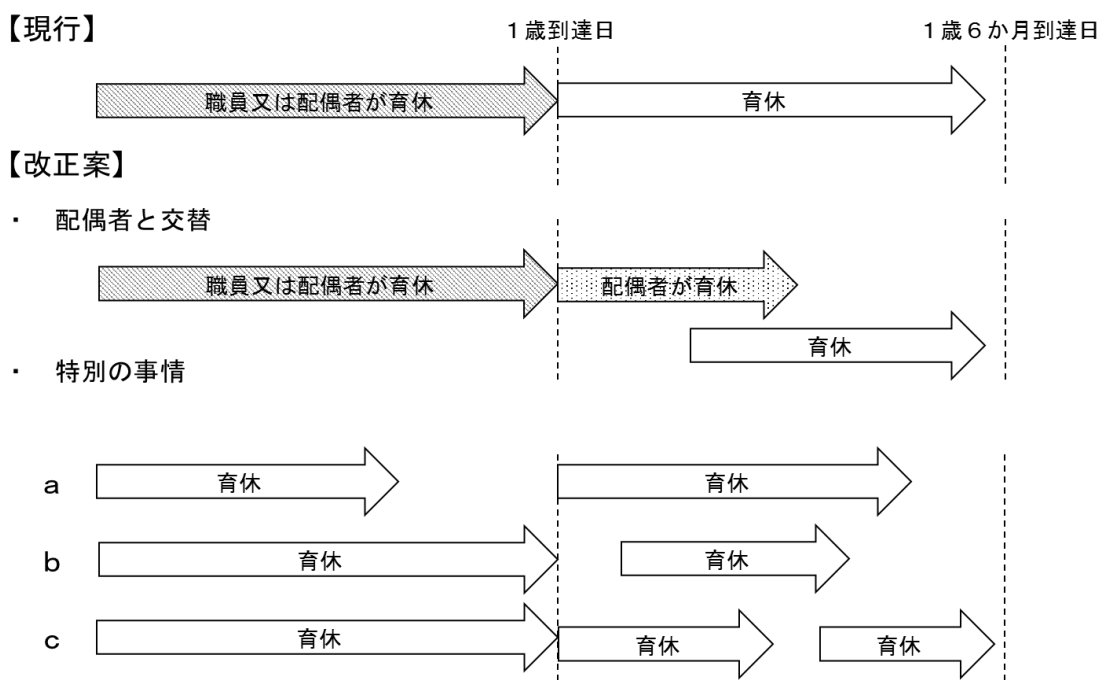 【現行】
１歳到達日
１歳６か月到達日
職員又は配偶者が育休
育休
【改正案】
・　配偶者と交替
職員又は配偶者が育休
配偶者が育休
育休
・　特別の事情
ａ
育休
育休
ｂ
育休
育休
ｃ
育休
育休
育休